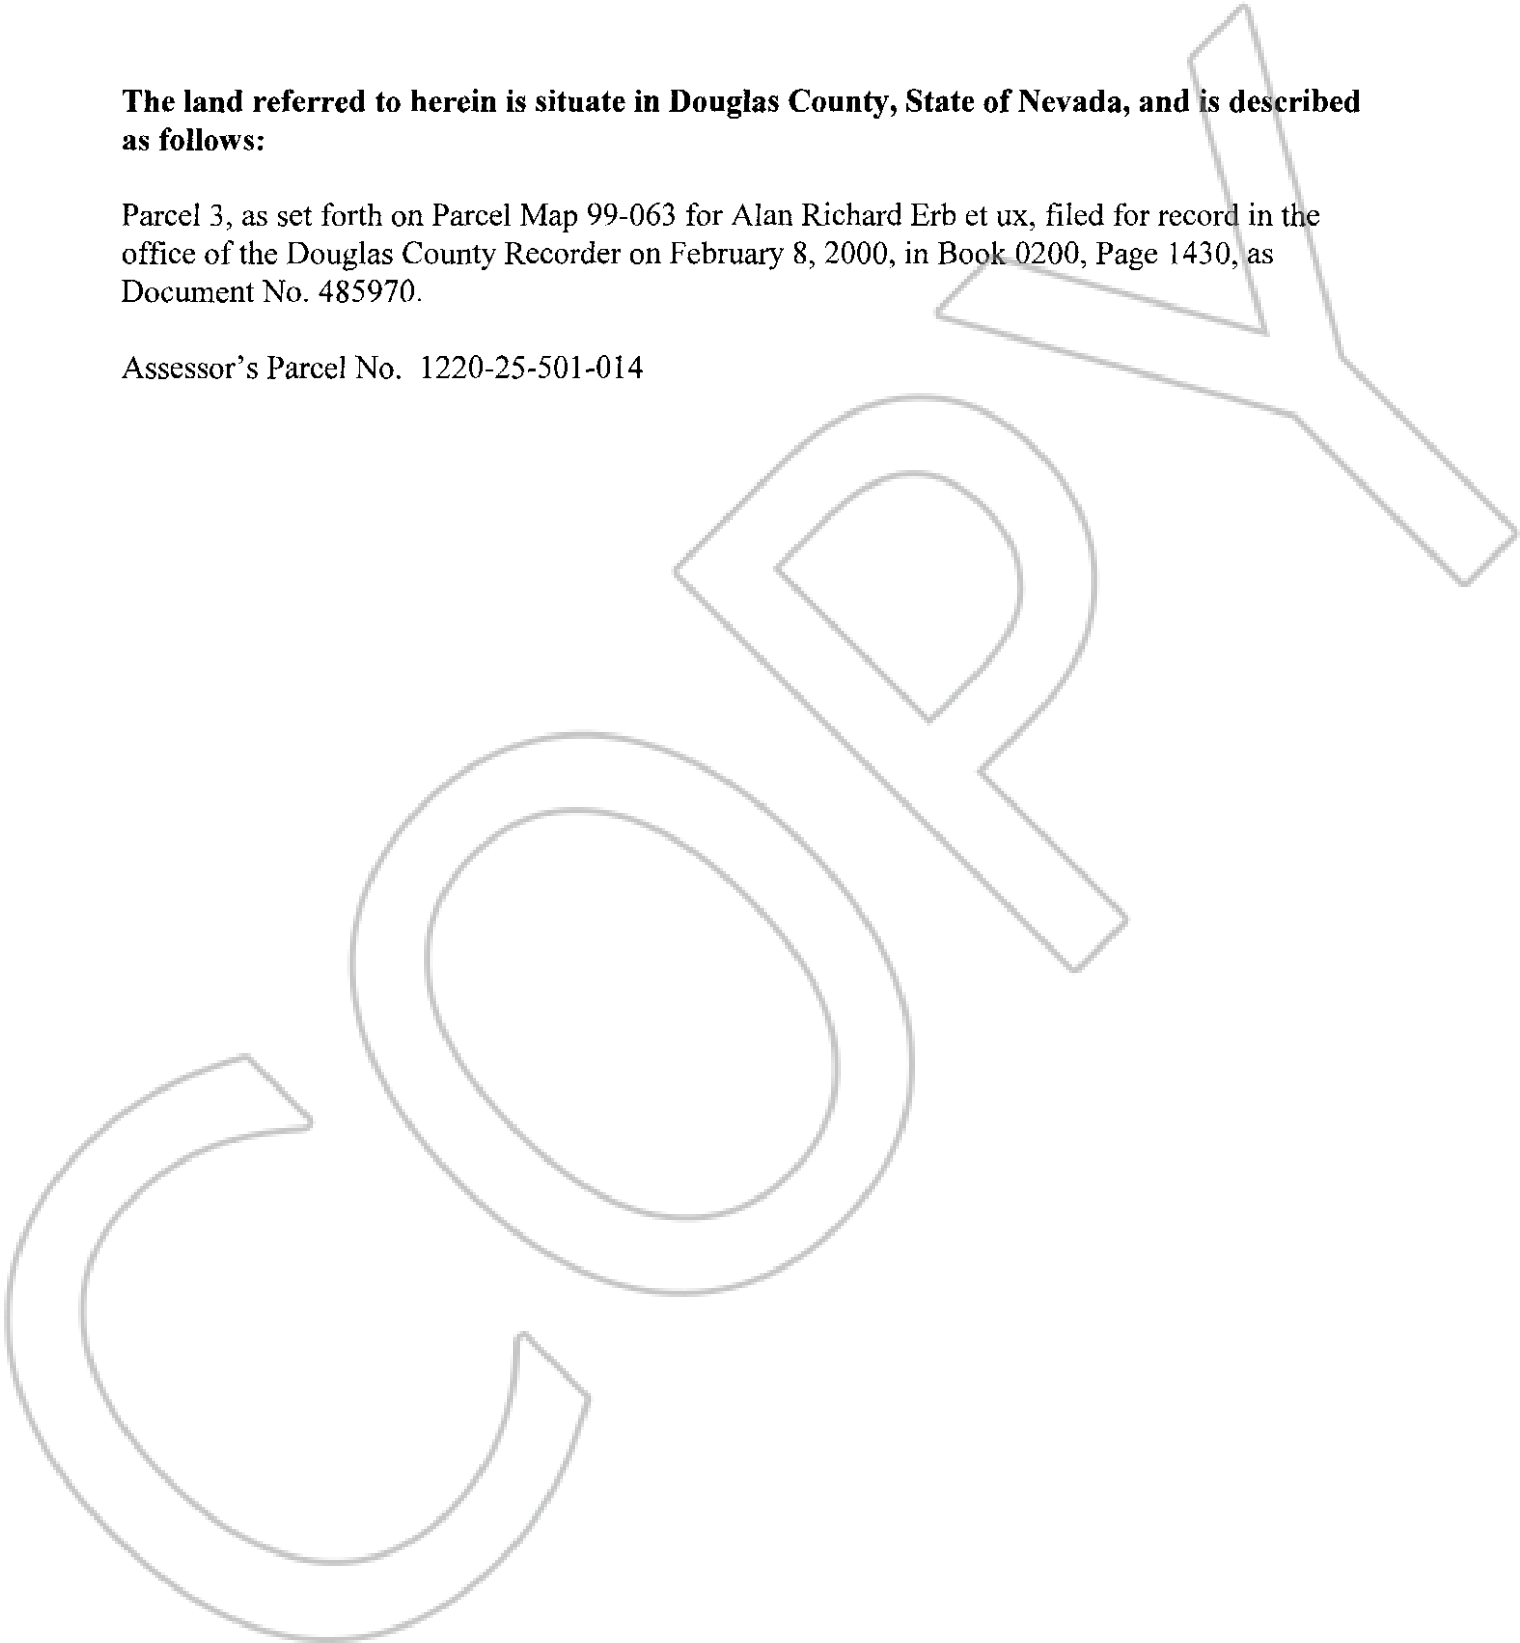 The land referred to herein is situate in Douglas County, State of Nevada, and is described
as follows:
Parcel 3, as set forth on Parcel Map 99-063 for Alan Richard Erb et ux, filed for record in the
office of the Douglas County Recorder on February 8, 2000, in Book 0200, Page 1430, as
Document No. 485970.
Assessor's Parcel No. 1220-25-501-014
COPY